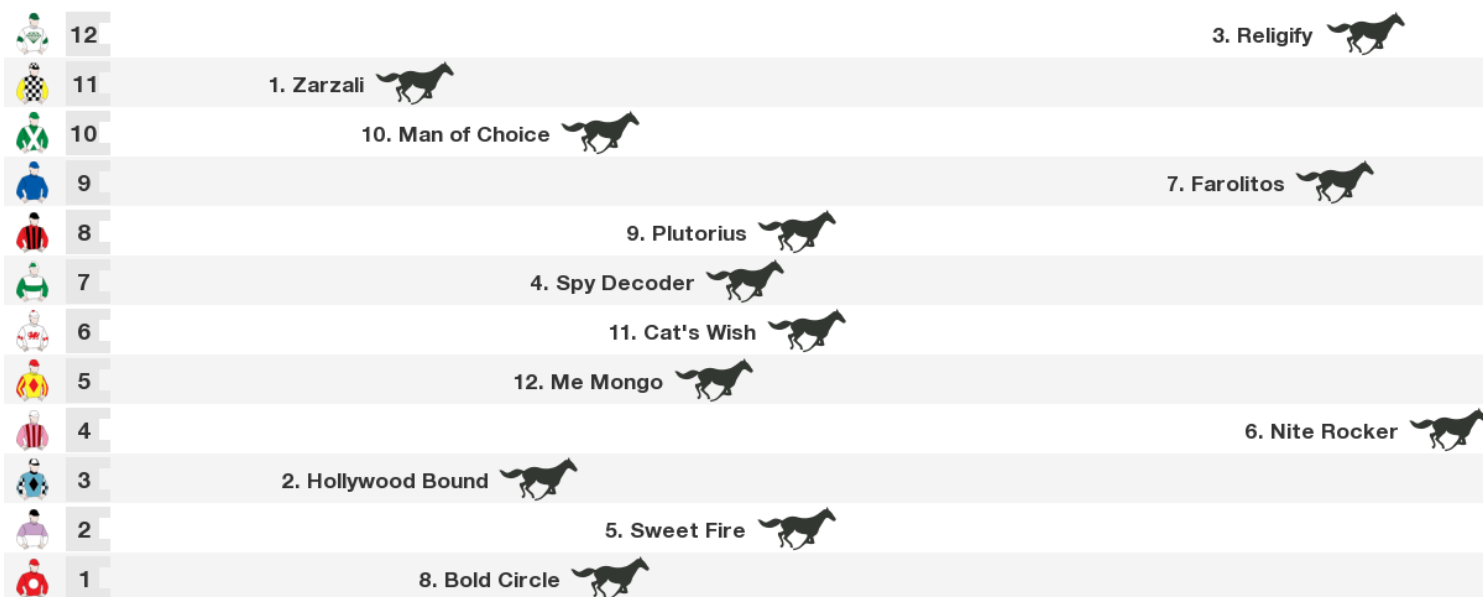 12 3. Religify
11 1. Zarzali
10 10. Man of Choice
9 7. Farolitos
8 9. Plutorius
7 4. Spy Decoder
6 11. Cat's Wish
5 12. Me Mongo
4 6. Nite Rocker
3 2. Hollywood Bound
2 5. Sweet Fire
1 8. Bold Circle